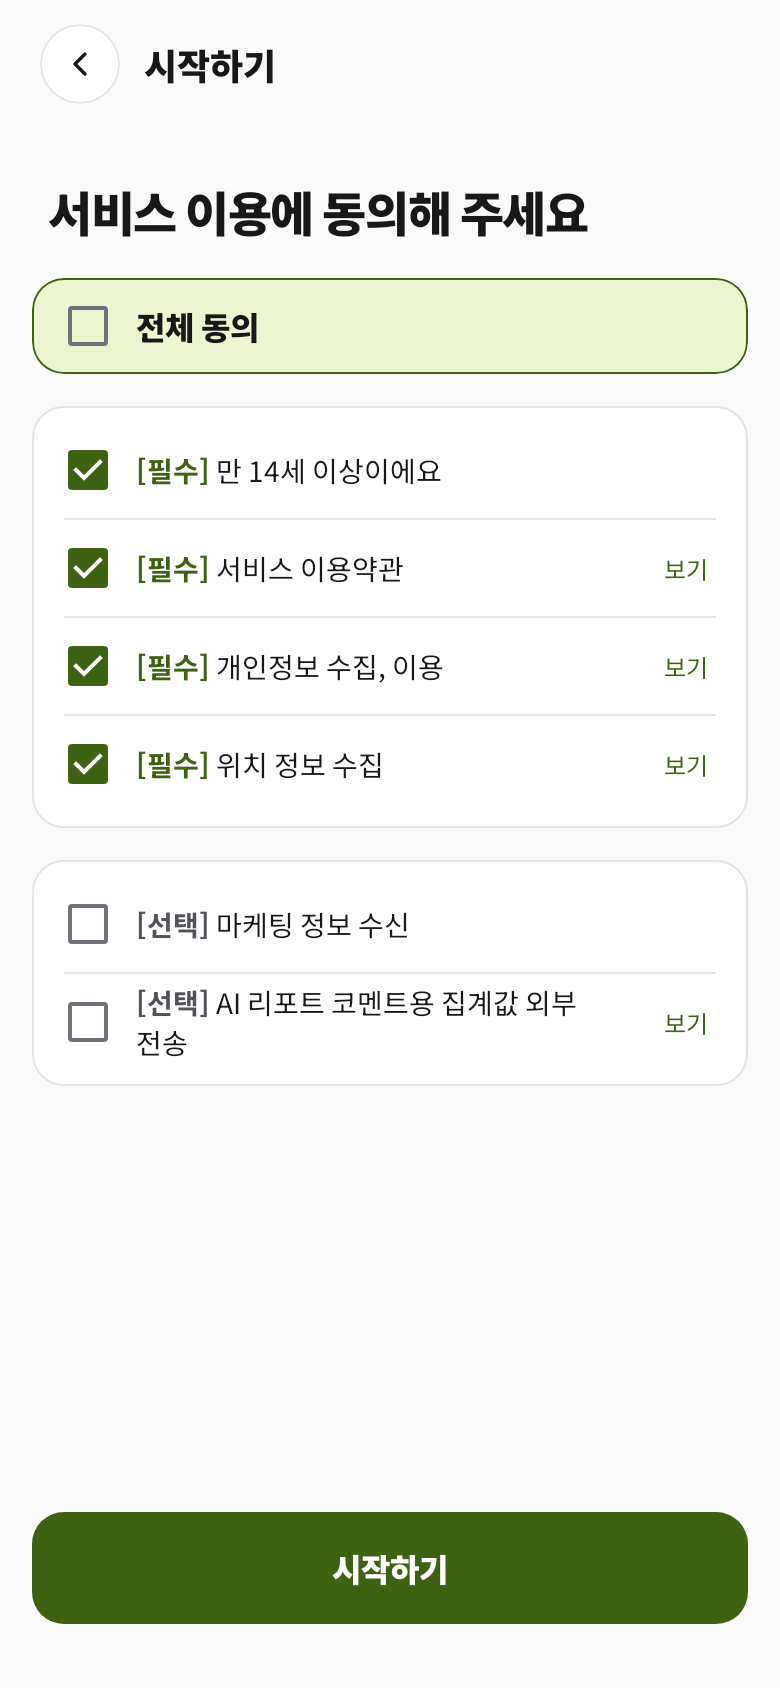 시작하기
서비스 이용에 동의해 주세요
전체 동의
[필수] 만 14세 이상이에요
[필수] 서비스 이용약관 보기
[필수] 개인정보 수집, 이용 보기
[필수] 위치 정보 수집 보기
[선택] 마케팅 정보 수신
[선택] AI 리포트 코멘트용 집계값 외부
전송 보기
시작하기